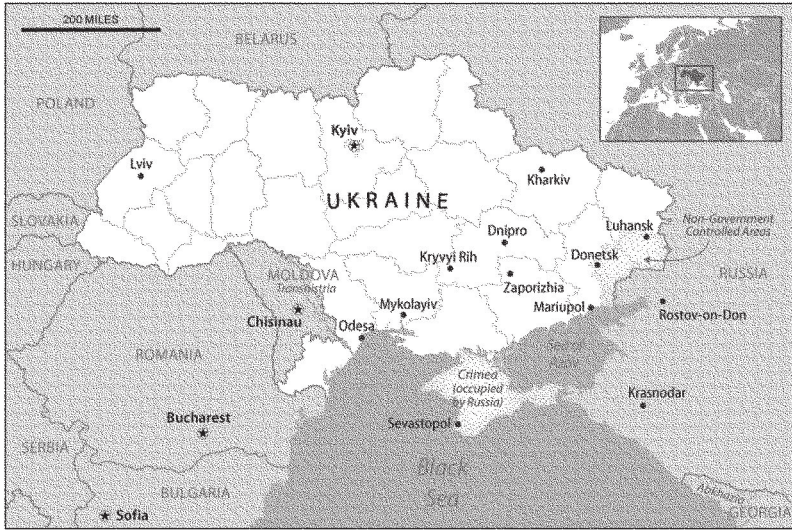 200 MILES
BELARUS
POLAND
Kyiv
Lviv
Kharkiv
UKRAINE
SLOVAKIA
Luhansk
Non-Government
Controlled Areas
Dnipro
HUNGARY
Donetsk
Kryvyi Rih
MOLDOVA
Transnistria
RUSSIA
Zaporizhia
Mykolayiv
Mariupol
Rostov-on-Don
Chisinau
Odesa
ROMANIA
Sea of
Azov
Crimea
(occupied
by Russia)
Krasnodar
Bucharest
Sevastopol
SERBIA
Black
Sea
BULGARIA
Abkhazia
GEORGIA
Sofia